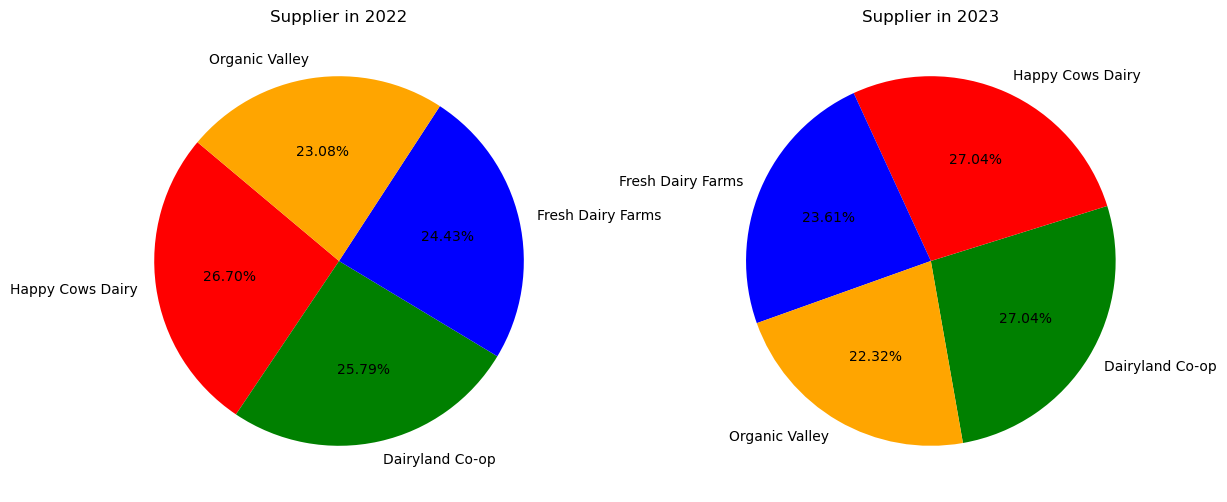 Supplier in 2022
Organic Valley
23.08%
24.43%
Fresh Dairy Farms
26.70%
Happy Cows Dairy
25.79%
Dairyland Co-op
Supplier in 2023
Happy Cows Dairy
27.04%
Fresh Dairy Farms
23.61%
27.04%
22.32%
Dairyland Co-op
Organic Valley